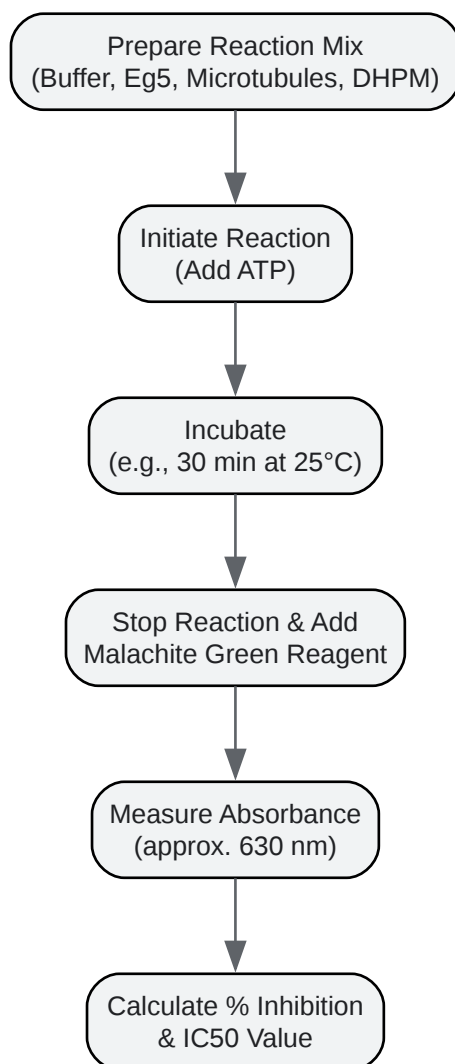 Prepare Reaction Mix
(Buffer, Eg5, Microtubules, DHPM)
Initiate Reaction
(Add ATP)
Incubate
(e.g., 30 min at 25°C)
Stop Reaction & Add
Malachite Green Reagent
Measure Absorbance
(approx. 630 nm)
Calculate % Inhibition
& IC50 Value